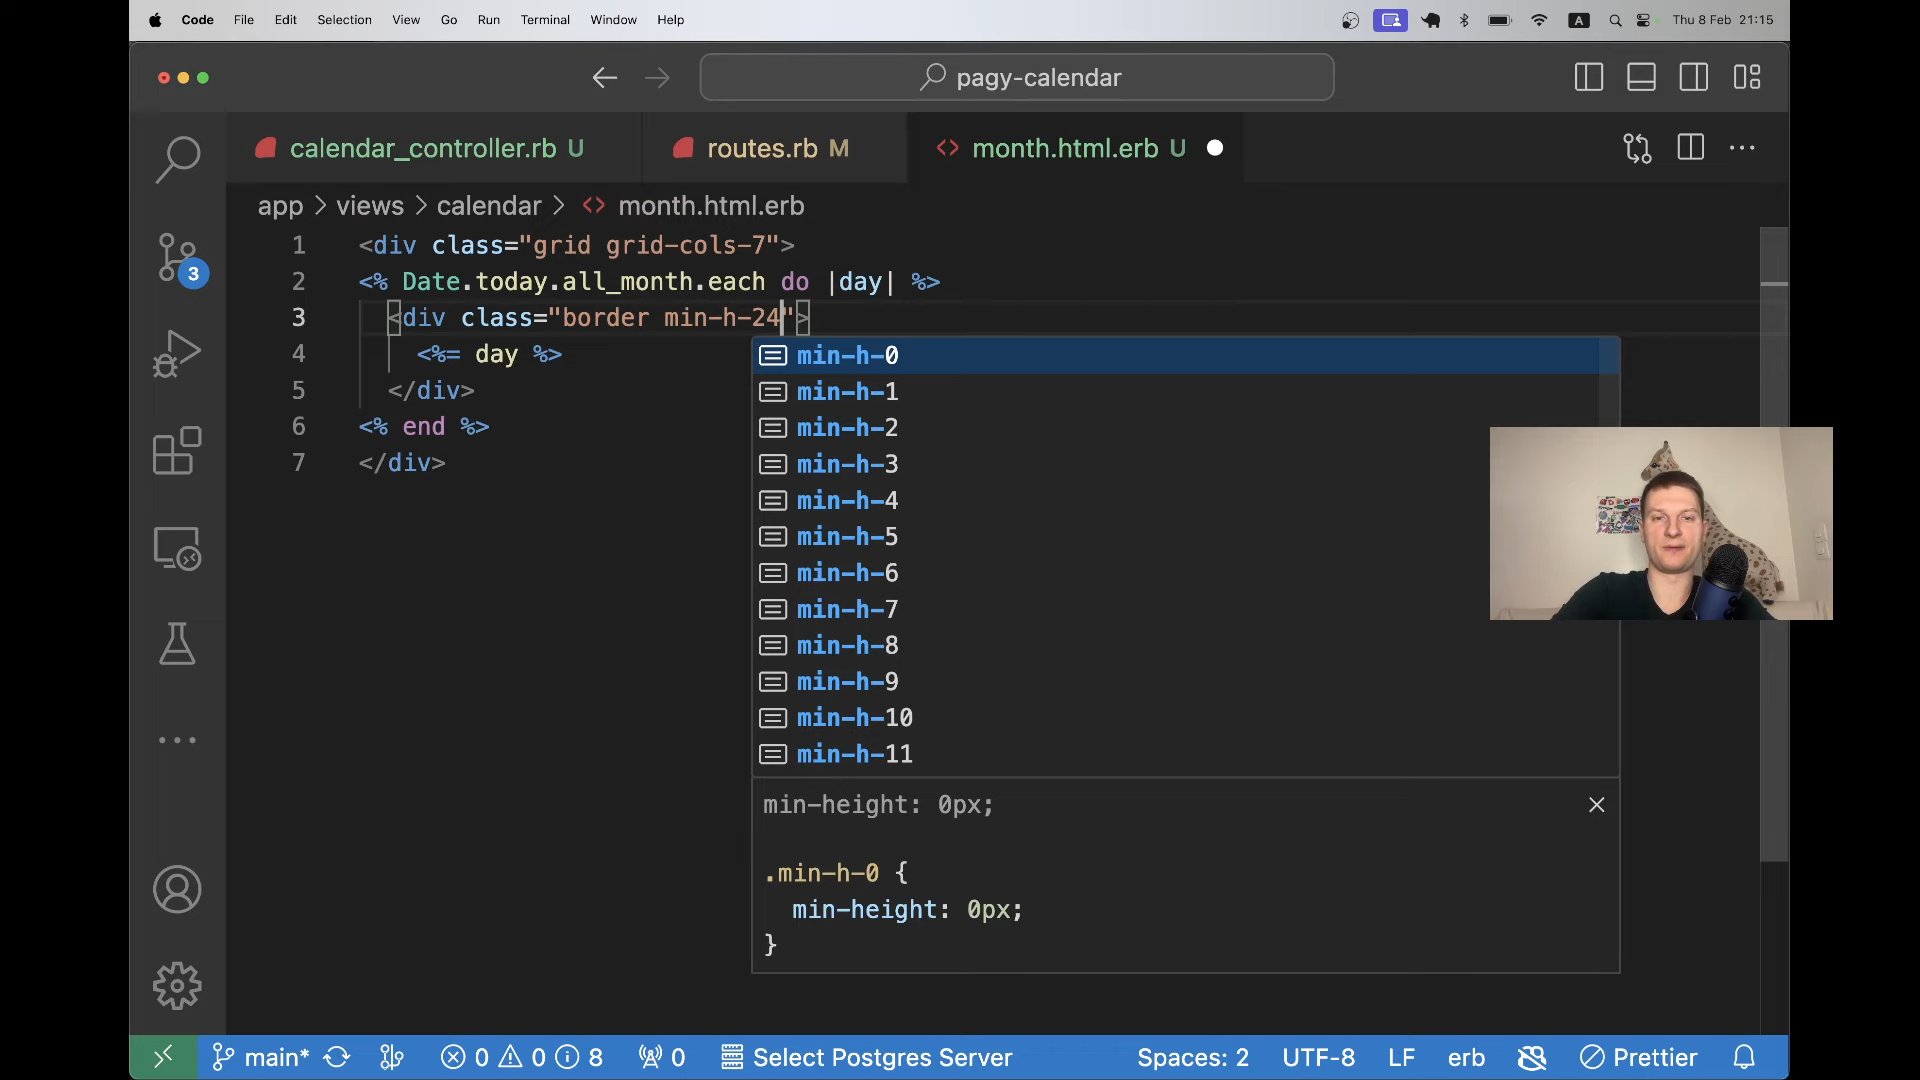 Code File Edit Selection View Go Run Terminal Window Help A Thu 8 Feb 21:15
pagy-calendar
calendar_controller.rb U routes.rb M <> month.html.erb U
app > views > calendar > <> month.html.erb
1 <div class="grid grid-cols-7">
2 <% Date.today.all_month.each do |day| %>
3 <div class="border min-h-24">
4 <%= day %>
5 </div>
6 <% end %>
7 </div>
min-h-0
min-h-1
min-h-2
min-h-3
min-h-4
min-h-5
min-h-6
min-h-7
min-h-8
min-h-9
min-h-10
min-h-11
min-height: 0px;
.min-h-0 {
min-height: 0px;
}
3
main* 0 0 8 0 Select Postgres Server Spaces: 2 UTF-8 LF erb Prettier